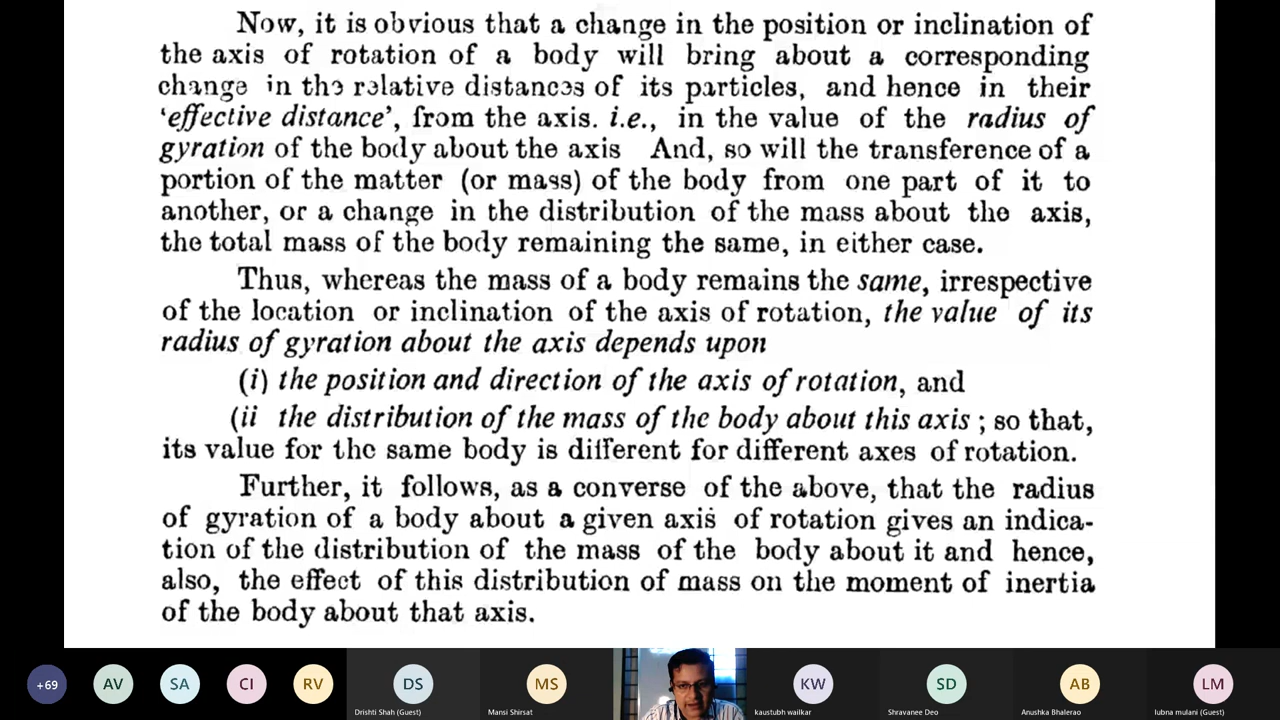 Now, it is obvious that a change in the position or inclination of
the axis of rotation of a body will bring about a corresponding
change in the relative distances of its particles, and hence in their
'effective distance', from the axis. i.e., in the value of the radius of
gyration of the body about the axis And, so will the transference of a
portion of the matter (or mass) of the body from one part of it to
another, or a change in the distribution of the mass about the axis,
the total mass of the body remaining the same, in either case.
Thus, whereas the mass of a body remains the same, irrespective
of the location or inclination of the axis of rotation, the value of its
radius of gyration about the axis depends upon
(i) the position and direction of the axis of rotation, and
(ii the distribution of the mass of the body about this axis ; so that,
its value for the same body is different for different axes of rotation.
Further, it follows, as a converse of the above, that the radius
of gyration of a body about a given axis of rotation gives an indica-
tion of the distribution of the mass of the body about it and hence,
also, the effect of this distribution of mass on the moment of inertia
of the body about that axis.
+69 AV SA CI RV DS MS KW SD AB LM
Drishti Shah (Guest) Mansi Shirsat kaustubh wailkar Shravanee Deo Anushka Bhalerao lubna mulani (Guest)